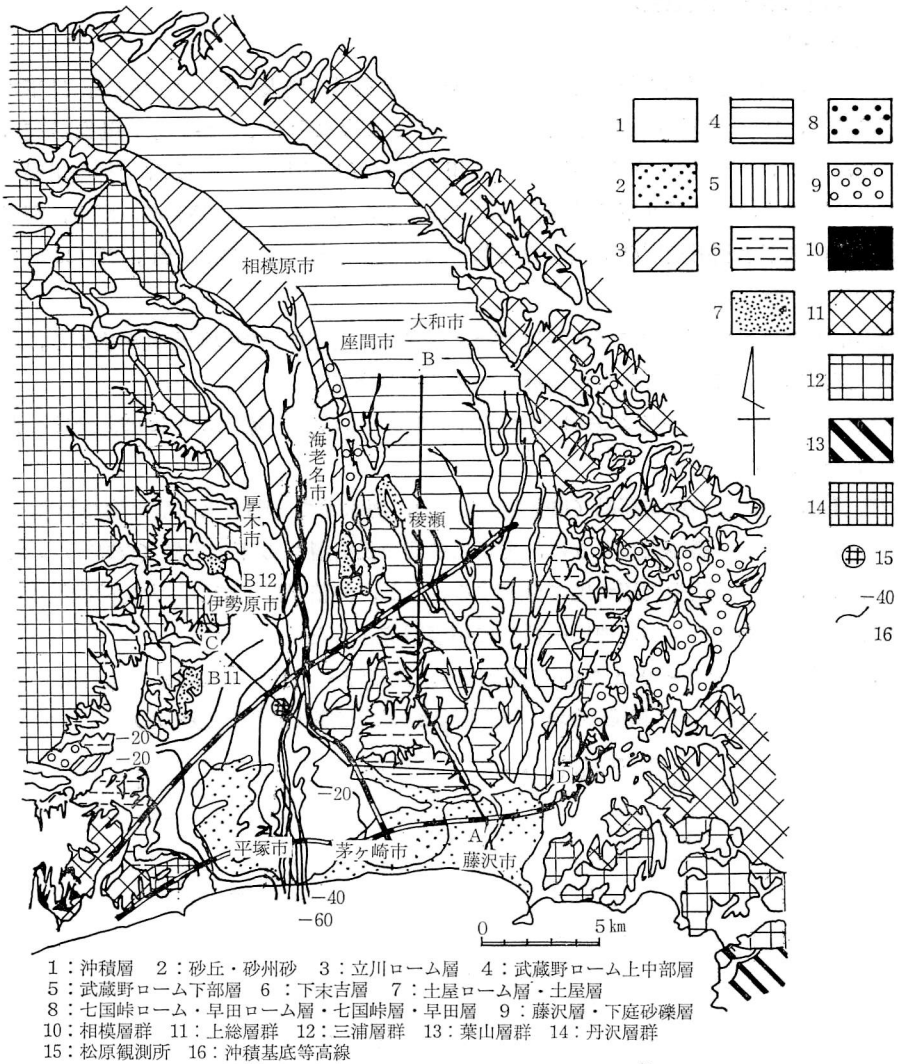 1
4
8
2
5
9
3
6
10
7
11
12
13
14
15
−40
16
相模原市
大和市
座間市
B
海老名市
綾瀬
厚木市
B12
伊勢原市
C
B11
−20
−20
−20
D
A
平塚市
茅ヶ崎市
藤沢市
−40
−60
0 5km
1：沖積層 2：砂丘・砂州砂 3：立川ローム層 4：武蔵野ローム上中部層
5：武蔵野ローム下部層 6：下末吉層 7：土屋ローム層・土屋層
8：七国峠ローム・早田ローム層・七国峠層・早田層 9：藤沢層・下庭砂礫層
10：相模層群 11：上総層群 12：三浦層群 13：葉山層群 14：丹沢層群
15：松原観測所 16：沖積基底等高線